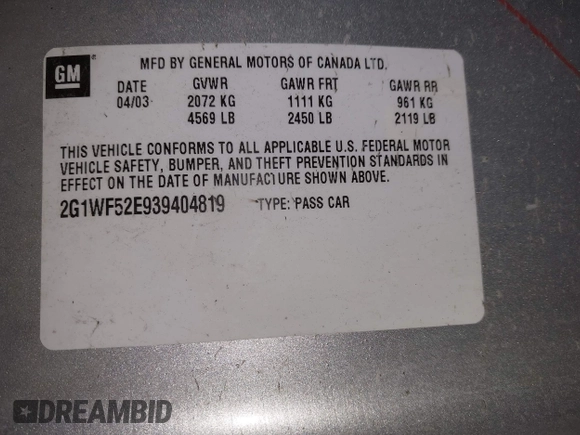 GM
MFD BY GENERAL MOTORS OF CANADA LTD.
DATE GVWR GAWR FRT GAWR RR
04/03 2072 KG 1111 KG 961 KG
4569 LB 2450 LB 2119 LB
THIS VEHICLE CONFORMS TO ALL APPLICABLE U.S. FEDERAL MOTOR
VEHICLE SAFETY, BUMPER, AND THEFT PREVENTION STANDARDS IN
EFFECT ON THE DATE OF MANUFACTURE SHOWN ABOVE.
2G1WF52E939404819 TYPE: PASS CAR
DREAMBID